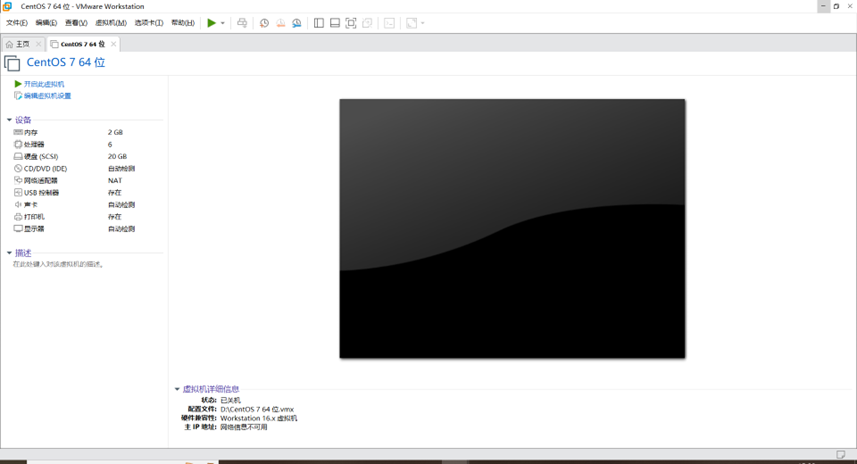 CentOS 7 64 位 - VMware Workstation
文件(F) 编辑(E) 查看(V) 虚拟机(M) 选项卡(T) 帮助(H)
主页 CentOS 7 64 位
CentOS 7 64 位
开启此虚拟机
编辑虚拟机设置
设备
内存 2 GB
处理器 6
硬盘 (SCSI) 20 GB
CD/DVD (IDE) 自动检测
网络适配器 NAT
USB 控制器 存在
声卡 自动检测
打印机 存在
显示器 自动检测
描述
在此处键入对该虚拟机的描述。
虚拟机详细信息
状态: 已关机
配置文件: D:\CentOS 7 64 位.vmx
硬件兼容性: Workstation 16.x 虚拟机
主 IP 地址: 网络信息不可用